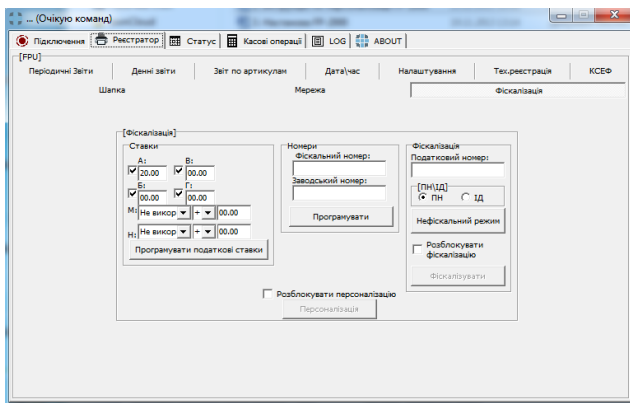 ... (Очікую команд)
Підключення Реєстратор Статус Касові операції LOG ABOUT
[FPU]
Періодичні Звіти Денні звіти Звіт по артикулам Дата\час Налаштування Тех.реєстрація КСЕФ
Шапка Мережа Фіскалізація
[Фіскалізація]
Ставки
А: В:
20.00 00.00
Б: Г:
00.00 00.00
М: Не викор + 00.00
Н: Не викор + 00.00
Програмувати податкові ставки
Номери
Фіскальний номер:
Заводський номер:
Програмувати
Фіскалізація
Податковий номер:
[ПН\ІД]
ПН ІД
Нефіскальний режим
Розблокувати
фіскалізацію
Фіскалізувати
Розблокувати персоналізацію
Персоналізація